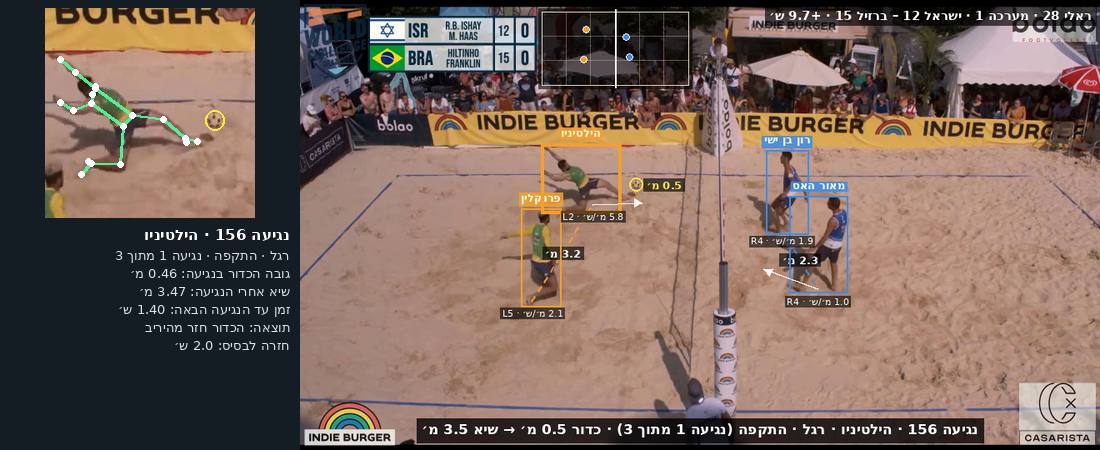 ראלי 28 · מערכה 1 · ישראל 12 – ברזיל 15 · +9.7 ש׳
ISR R.B. ISHAY M. HAAS 12 0
BRA HILTINHO FRANKLIN 15 0
INDIE BURGER
bolao
FOOTVOLLEY
bolao
CASARISTA
INDIE BURGER
INDIE BURGER
הילטיניו
0.5 מ׳
L2 · 5.8 מ׳/ש׳
פרנקלין
3.2 מ׳
L5 · 2.1 מ׳/ש׳
רון בן ישי
R4 · 1.9 מ׳/ש׳
מאור האס
2.3 מ׳
R4 · 1.0 מ׳/ש׳
נגיעה 156 · הילטיניו
רגל · התקפה · נגיעה 1 מתוך 3
גובה הכדור בנגיעה: 0.46 מ׳
שיא אחרי הנגיעה: 3.47 מ׳
זמן עד הנגיעה הבאה: 1.40 ש׳
תוצאה: הכדור חזר מהיריב
חזרה לבסיס: 2.0 ש׳
INDIE BURGER
נגיעה 156 · הילטיניו · רגל · התקפה (נגיעה 1 מתוך 3) · כדור 0.5 מ׳ → שיא 3.5 מ׳
CASARISTA